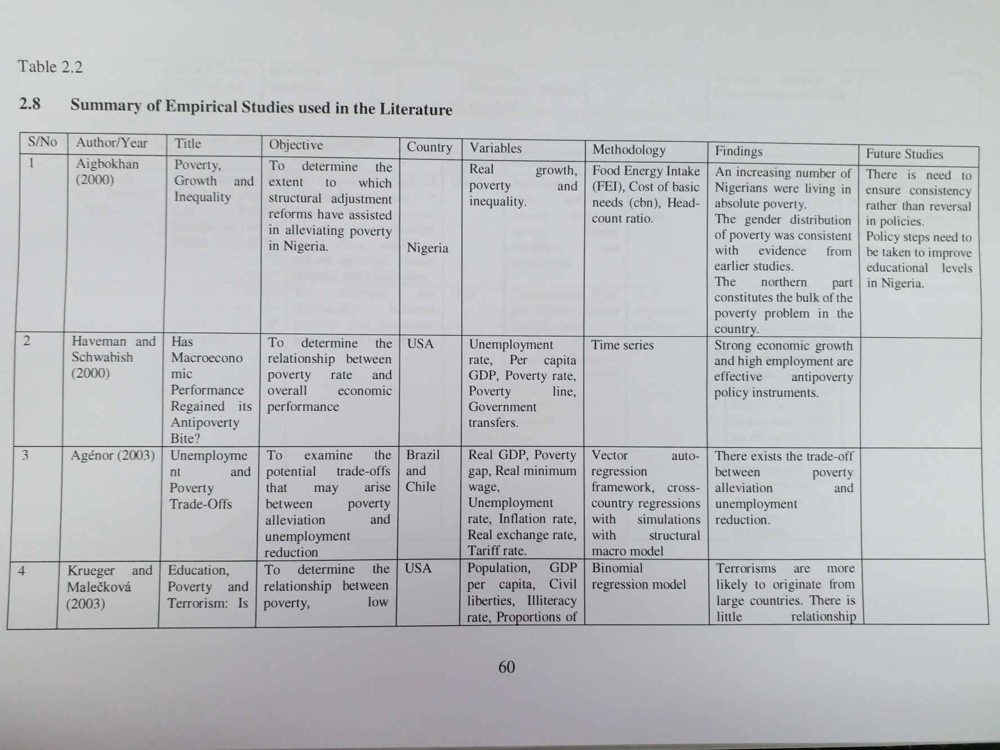 Table 2.2
2.8 Summary of Empirical Studies used in the Literature
S/No Author/Year Title Objective Country Variables Methodology Findings Future Studies
1
Aigbokhan
(2000)
Poverty,
Growth and
Inequality
To determine the
extent to which
structural adjustment
reforms have assisted
in alleviating poverty
in Nigeria.
Nigeria
Real growth,
poverty and
inequality.
Food Energy Intake
(FEI), Cost of basic
needs (cbn), Head-
count ratio.
An increasing number of
Nigerians were living in
absolute poverty.
The gender distribution
of poverty was consistent
with evidence from
earlier studies.
The northern part
constitutes the bulk of the
poverty problem in the
country.
There is need to
ensure consistency
rather than reversal
in policies.
Policy steps need to
be taken to improve
educational levels
in Nigeria.
2
Haveman and
Schwabish
(2000)
Has
Macroecono
mic
Performance
Regained its
Antipoverty
Bite?
To determine the
relationship between
poverty rate and
overall economic
performance
USA
Unemployment
rate, Per capita
GDP, Poverty rate,
Poverty line,
Government
transfers.
Time series
Strong economic growth
and high employment are
effective antipoverty
policy instruments.
3
Agénor (2003)
Unemployme
nt and
Poverty
Trade-Offs
To examine the
potential trade-offs
that may arise
between poverty
alleviation and
unemployment
reduction
Brazil
and
Chile
Real GDP, Poverty
gap, Real minimum
wage,
Unemployment
rate, Inflation rate,
Real exchange rate,
Tariff rate.
Vector auto-
regression
framework, cross-
country regressions
with simulations
with structural
macro model
There exists the trade-off
between poverty
alleviation and
unemployment
reduction.
4
Krueger and
Malečková
(2003)
Education,
Poverty and
Terrorism: Is
To determine the
relationship between
poverty, low
USA
Population, GDP
per capita, Civil
liberties, Illiteracy
rate, Proportions of
Binomial
regression model
Terrorisms are more
likely to originate from
large countries. There is
little relationship
60